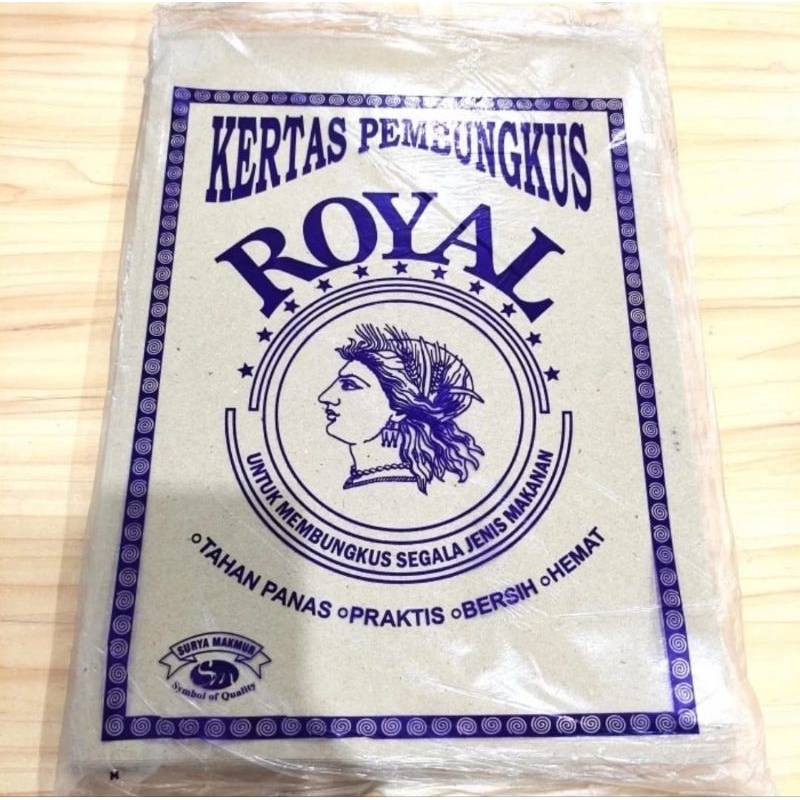 KERTAS PEMBUNGKUS
ROYAL
UNTUK MEMBUNGKUS SEGALA JENIS MAKANAN
TAHAN PANAS PRAKTIS BERSIH HEMAT
SURYA MAKMUR
Symbol of Quality